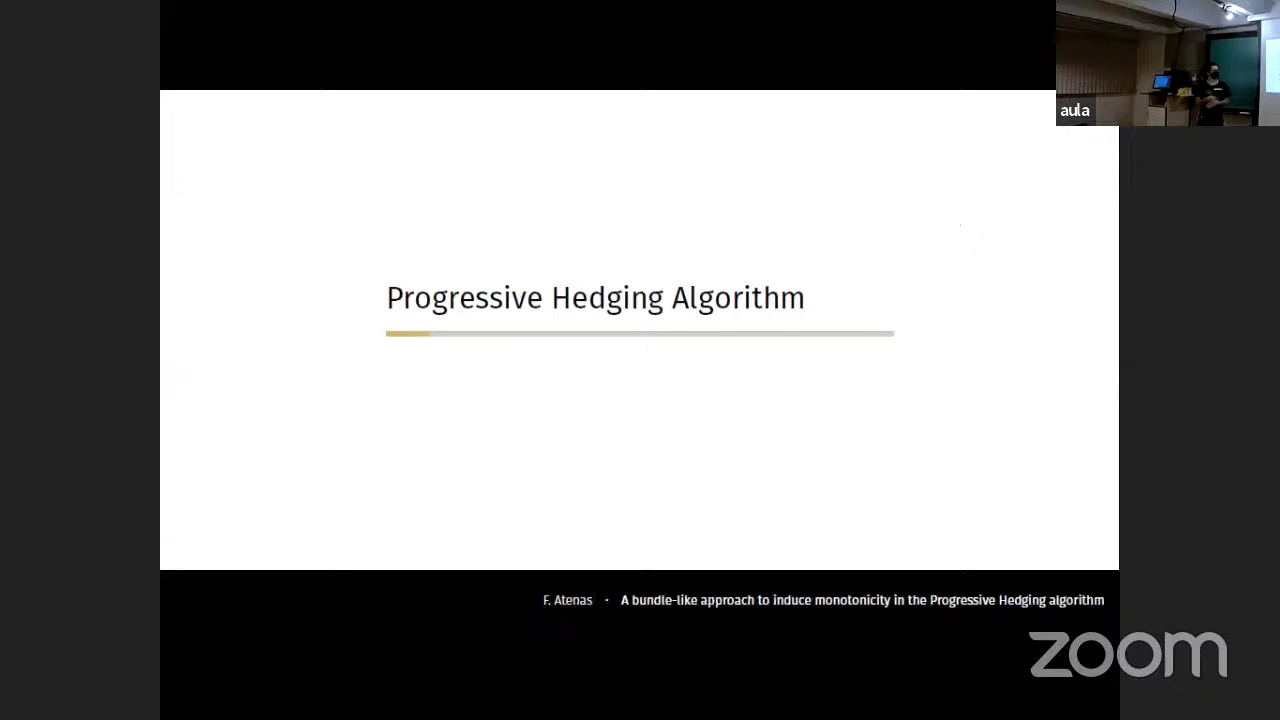 aula
Progressive Hedging Algorithm
F. Atenas · A bundle-like approach to induce monotonicity in the Progressive Hedging algorithm
zoom